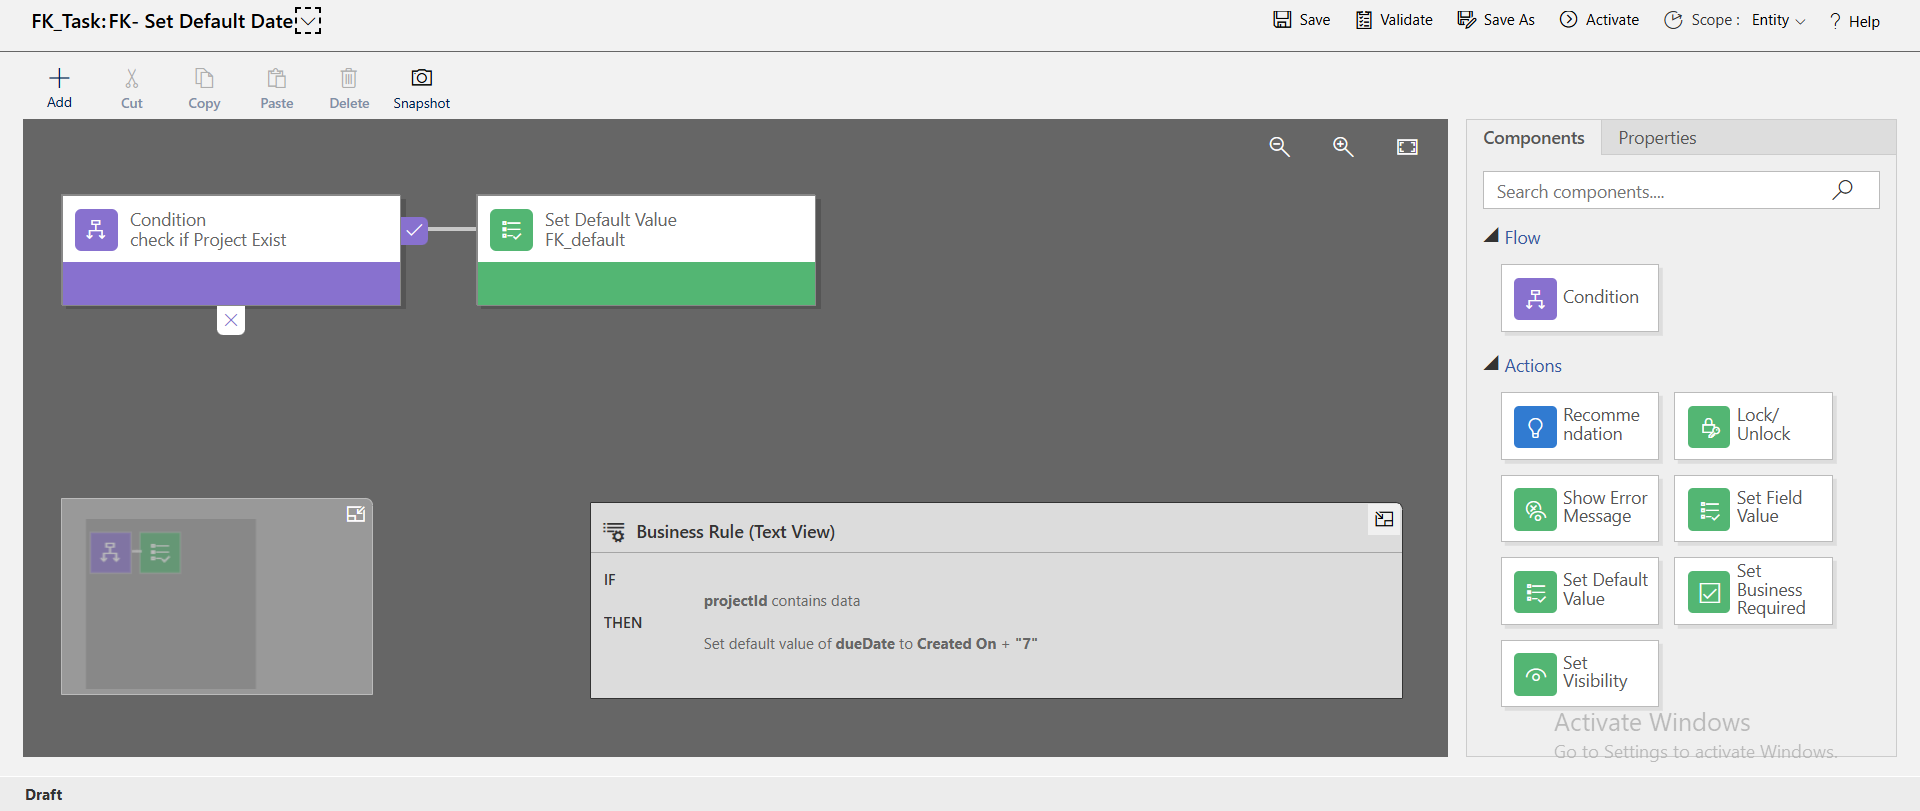 FK_Task: FK- Set Default Date
Save
Validate
Save As
Activate
Scope :
Entity
? Help
Add
Cut
Copy
Paste
Delete
Snapshot
Condition
check if Project Exist
Set Default Value
FK_default
Business Rule (Text View)
IF
projectId contains data
THEN
Set default value of dueDate to Created On + "7"
Components
Properties
Search components....
Flow
Condition
Actions
Recomme
ndation
Lock/
Unlock
Show Error
Message
Set Field
Value
Set Default
Value
Set
Business
Required
Set
Visibility
Activate Windows
Go to Settings to activate Windows.
Draft